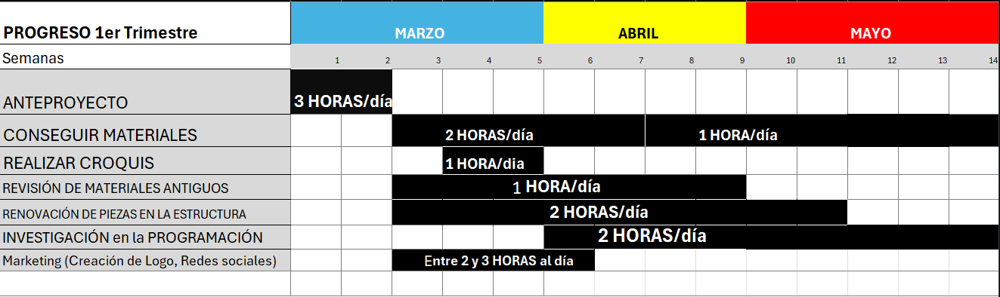 PROGRESO 1er Trimestre MARZO ABRIL MAYO
Semanas 1 2 3 4 5 6 7 8 9 10 11 12 13 14
ANTEPROYECTO 3 HORAS/día
CONSEGUIR MATERIALES 2 HORAS/día 1 HORA/día
REALIZAR CROQUIS 1 HORA/dia
REVISIÓN DE MATERIALES ANTIGUOS 1 HORA/día
RENOVACIÓN DE PIEZAS EN LA ESTRUCTURA 2 HORAS/día
INVESTIGACIÓN en la PROGRAMACIÓN 2 HORAS/día
Marketing (Creación de Logo, Redes sociales) Entre 2 y 3 HORAS al día